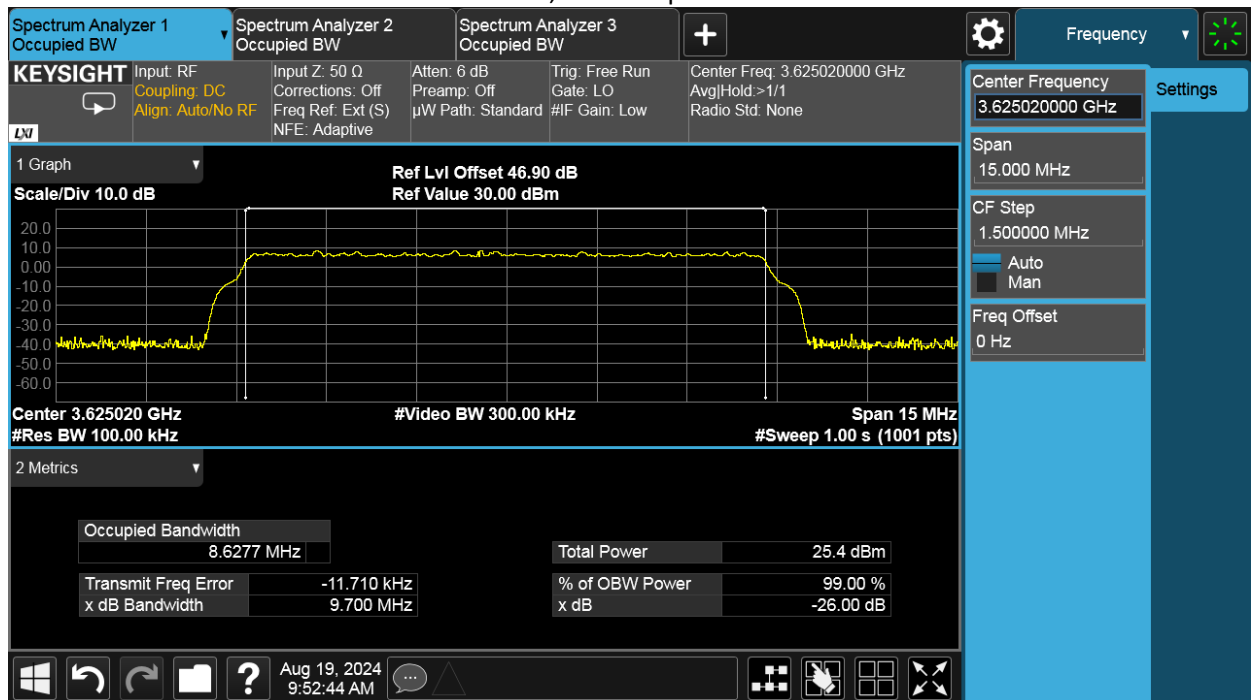 Spectrum Analyzer 1
Occupied BW
Spectrum Analyzer 2
Occupied BW
Spectrum Analyzer 3
Occupied BW
Frequency
KEYSIGHT
LXI
Input: RF
Coupling: DC
Align: Auto/No RF
Input Z: 50 Ω
Corrections: Off
Freq Ref: Ext (S)
NFE: Adaptive
Atten: 6 dB
Preamp: Off
µW Path: Standard
Trig: Free Run
Gate: LO
#IF Gain: Low
Center Freq: 3.625020000 GHz
Avg|Hold:>1/1
Radio Std: None
1 Graph
Scale/Div 10.0 dB
Ref Lvl Offset 46.90 dB
Ref Value 30.00 dBm
20.0
10.0
0.00
-10.0
-20.0
-30.0
-40.0
-50.0
-60.0
Center 3.625020 GHz
#Video BW 300.00 kHz
Span 15 MHz
#Res BW 100.00 kHz
#Sweep 1.00 s (1001 pts)
2 Metrics
Occupied Bandwidth
8.6277 MHz
Total Power 25.4 dBm
Transmit Freq Error -11.710 kHz
% of OBW Power 99.00 %
x dB Bandwidth 9.700 MHz
x dB -26.00 dB
Aug 19, 2024
9:52:44 AM
Center Frequency
3.625020000 GHz
Settings
Span
15.000 MHz
CF Step
1.500000 MHz
Auto
Man
Freq Offset
0 Hz